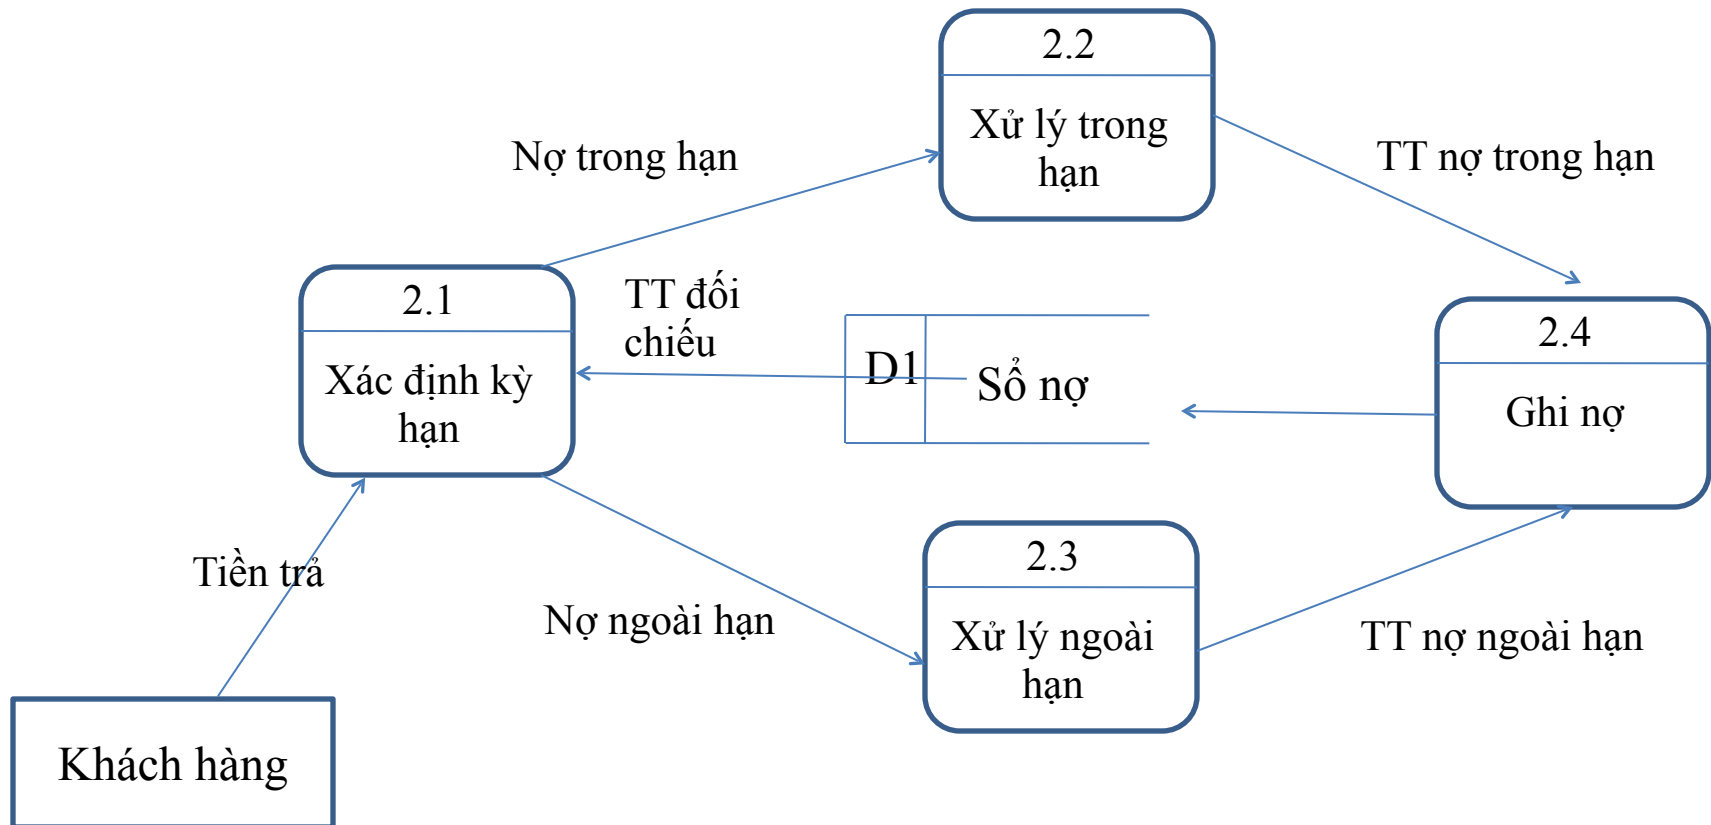 2.2
Xử lý trong
hạn
Nợ trong hạn
TT nợ trong hạn
2.1
Xác định kỳ
hạn
TT đối
chiếu
D1
Sổ nợ
2.4
Ghi nợ
Tiền trả
Nợ ngoài hạn
2.3
Xử lý ngoài
hạn
TT nợ ngoài hạn
Khách hàng